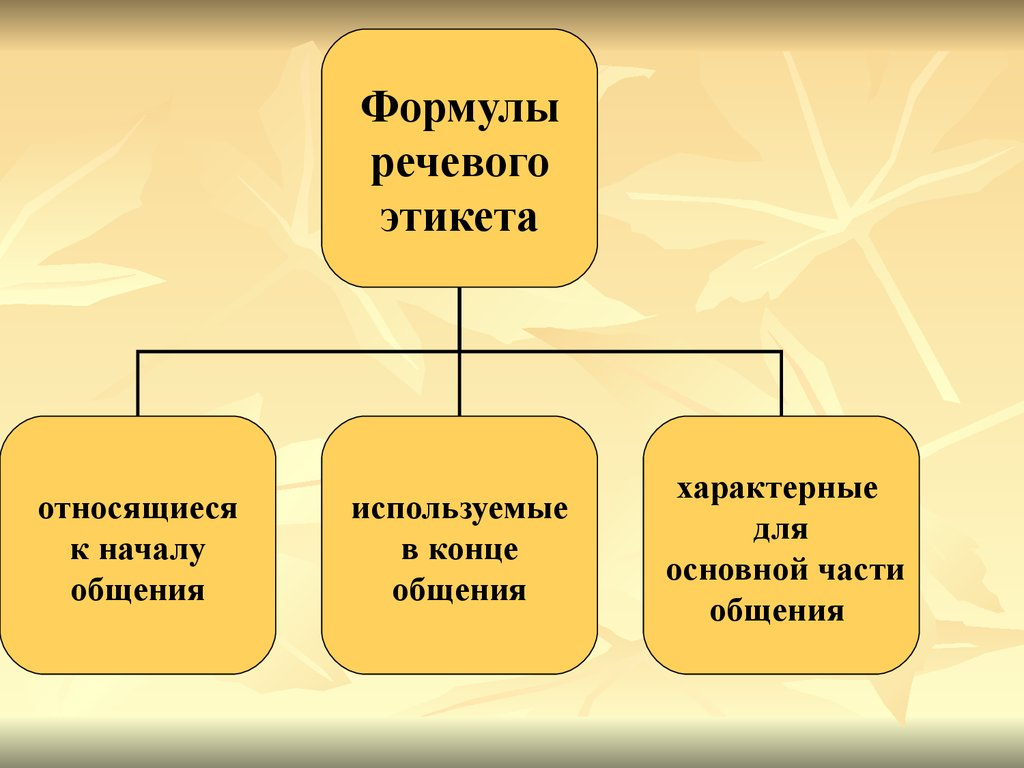 Формулы
речевого
этикета
относящиеся
к началу
общения
используемые
в конце
общения
характерные
для
основной части
общения